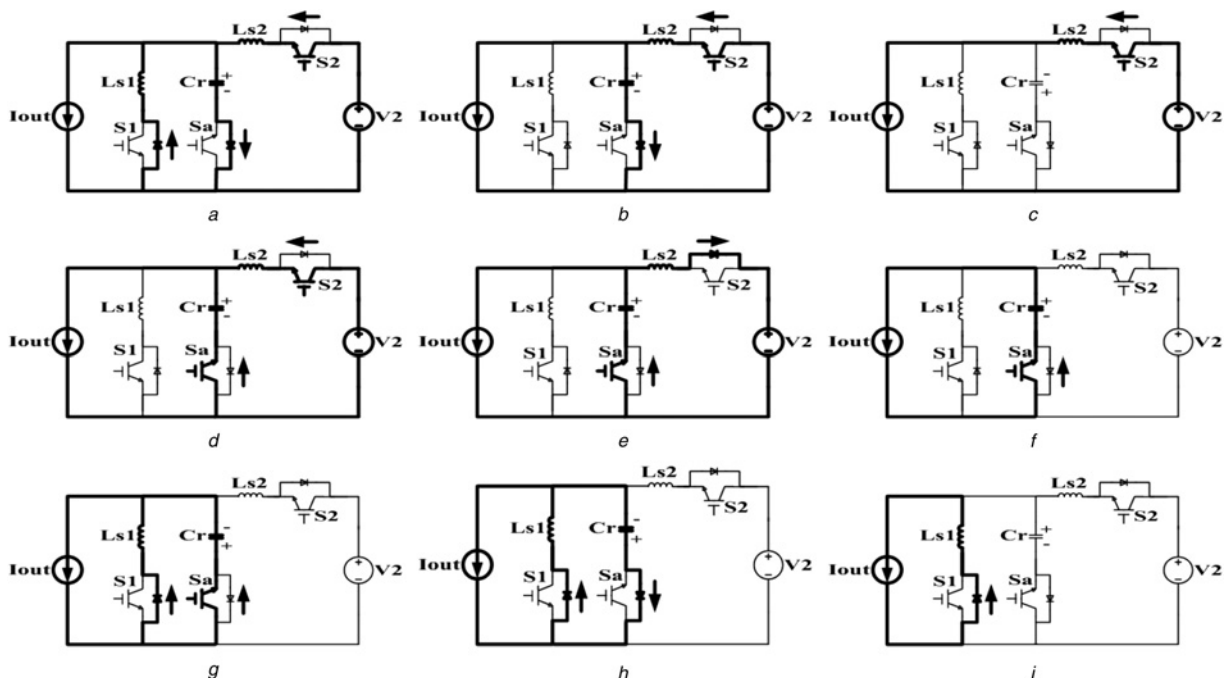 Ls2
S2
Ls1
Cr
+
-
Iout
S1
Sa
+
-
V2
a
Ls2
S2
Ls1
Cr
+
-
Iout
S1
Sa
+
-
V2
b
Ls2
S2
Ls1
Cr
-
+
Iout
S1
Sa
+
-
V2
c
Ls2
S2
Ls1
Cr
+
-
Iout
S1
Sa
+
-
V2
d
Ls2
S2
Ls1
Cr
+
-
Iout
S1
Sa
+
-
V2
e
Ls2
S2
Ls1
Cr
+
-
Iout
S1
Sa
+
-
V2
f
Ls2
S2
Ls1
Cr
-
+
Iout
S1
Sa
+
-
V2
g
Ls2
S2
Ls1
Cr
-
+
Iout
S1
Sa
+
-
V2
h
Ls2
S2
Ls1
Cr
+
-
Iout
S1
Sa
+
-
V2
i